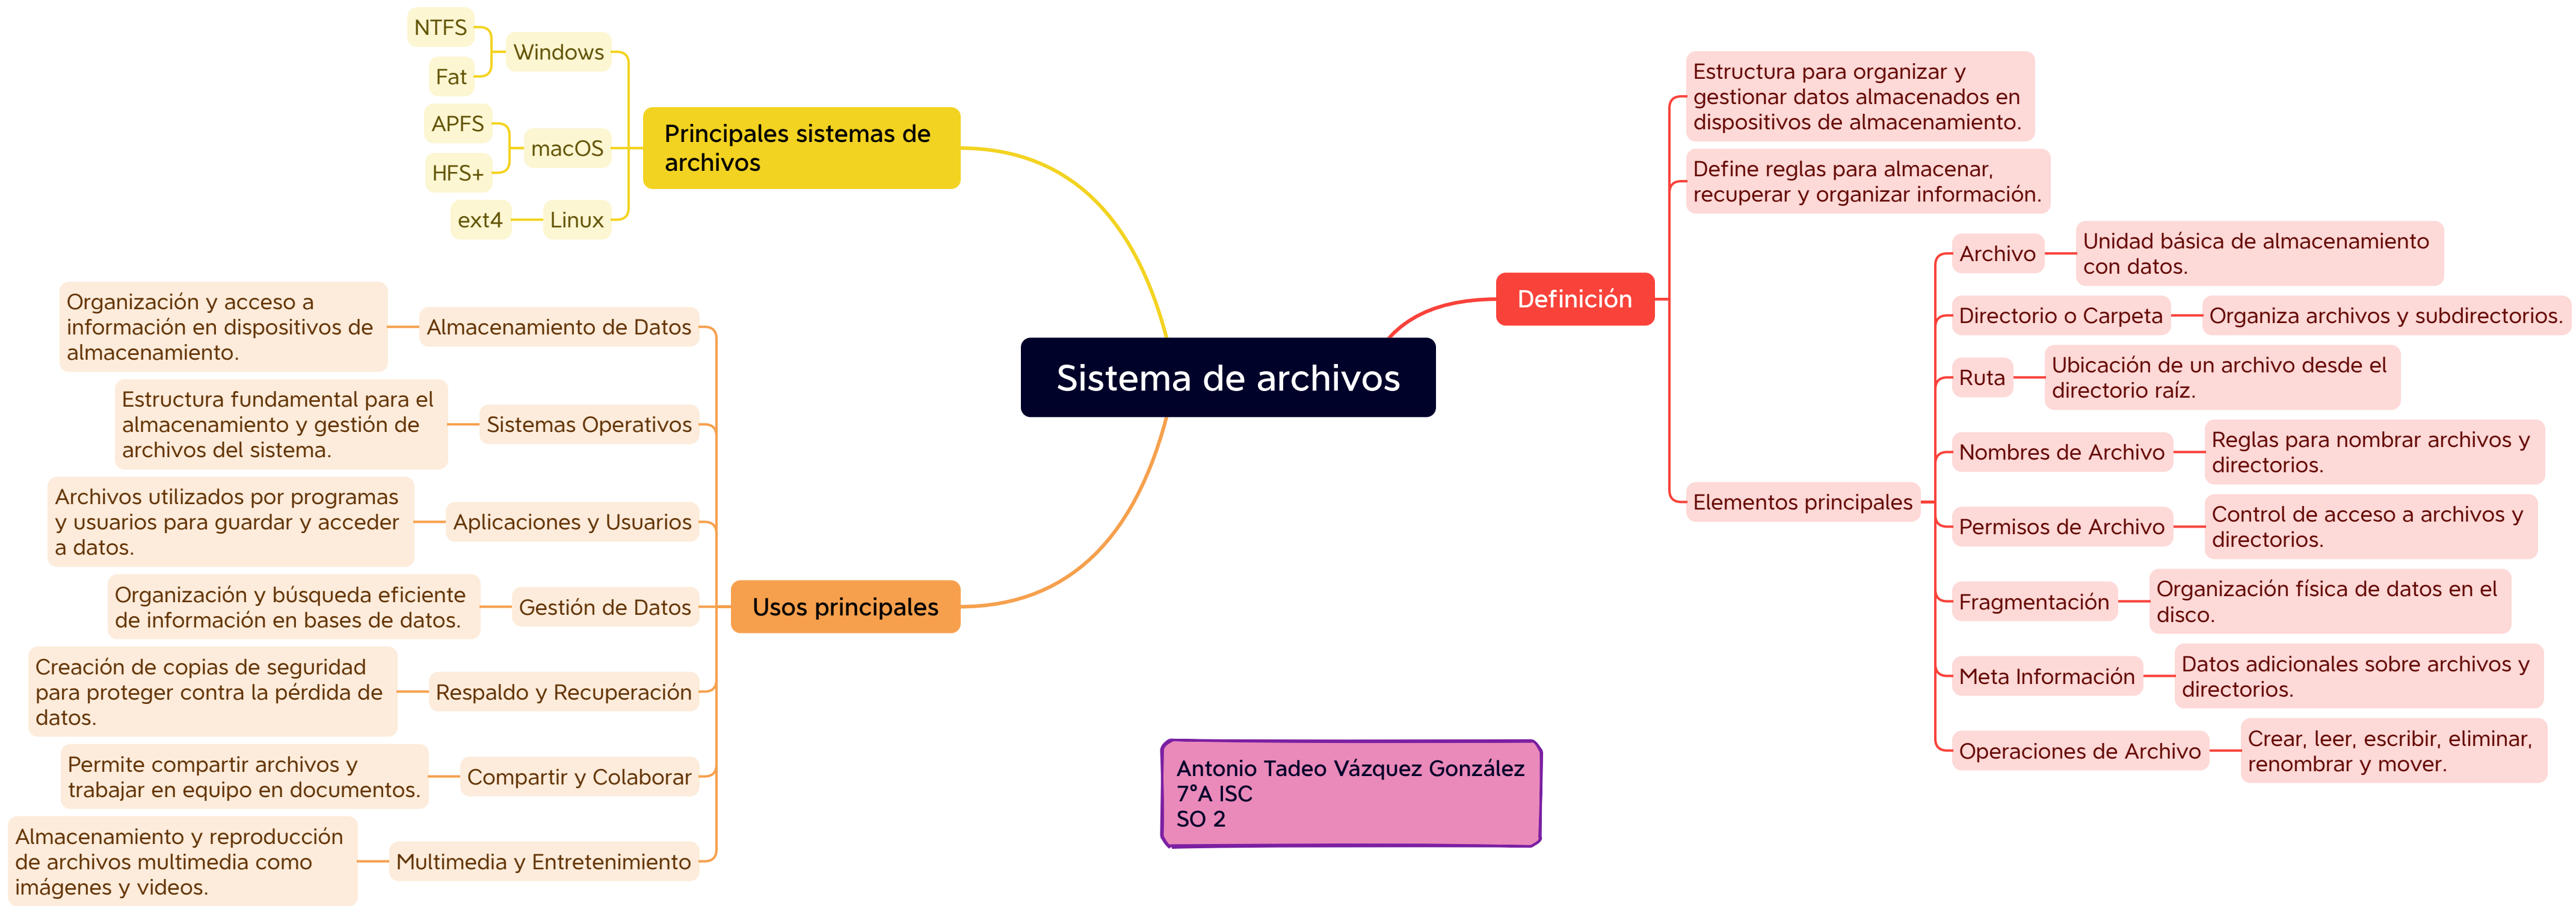 Sistema de archivos
Definición
Estructura para organizar y
gestionar datos almacenados en
dispositivos de almacenamiento.
Define reglas para almacenar,
recuperar y organizar información.
Elementos principales
Archivo
Unidad básica de almacenamiento
con datos.
Directorio o Carpeta
Organiza archivos y subdirectorios.
Ruta
Ubicación de un archivo desde el
directorio raíz.
Nombres de Archivo
Reglas para nombrar archivos y
directorios.
Permisos de Archivo
Control de acceso a archivos y
directorios.
Fragmentación
Organización física de datos en el
disco.
Meta Información
Datos adicionales sobre archivos y
directorios.
Operaciones de Archivo
Crear, leer, escribir, eliminar,
renombrar y mover.
Principales sistemas de
archivos
Windows
NTFS
Fat
macOS
APFS
HFS+
Linux
ext4
Usos principales
Almacenamiento de Datos
Organización y acceso a
información en dispositivos de
almacenamiento.
Sistemas Operativos
Estructura fundamental para el
almacenamiento y gestión de
archivos del sistema.
Aplicaciones y Usuarios
Archivos utilizados por programas
y usuarios para guardar y acceder
a datos.
Gestión de Datos
Organización y búsqueda eficiente
de información en bases de datos.
Respaldo y Recuperación
Creación de copias de seguridad
para proteger contra la pérdida de
datos.
Compartir y Colaborar
Permite compartir archivos y
trabajar en equipo en documentos.
Multimedia y Entretenimiento
Almacenamiento y reproducción
de archivos multimedia como
imágenes y videos.
Antonio Tadeo Vázquez González
7°A ISC
SO 2